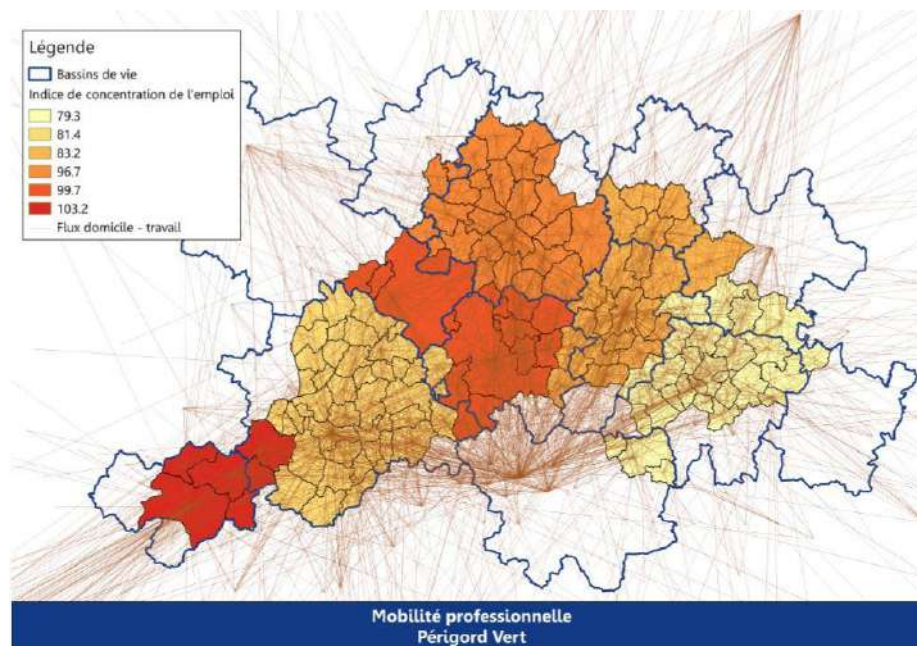 Légende
Bassins de vie
Indice de concentration de l'emploi
79.3
81.4
83.2
96.7
99.7
103.2
Flux domicile - travail
Mobilité professionnelle
Périgord Vert